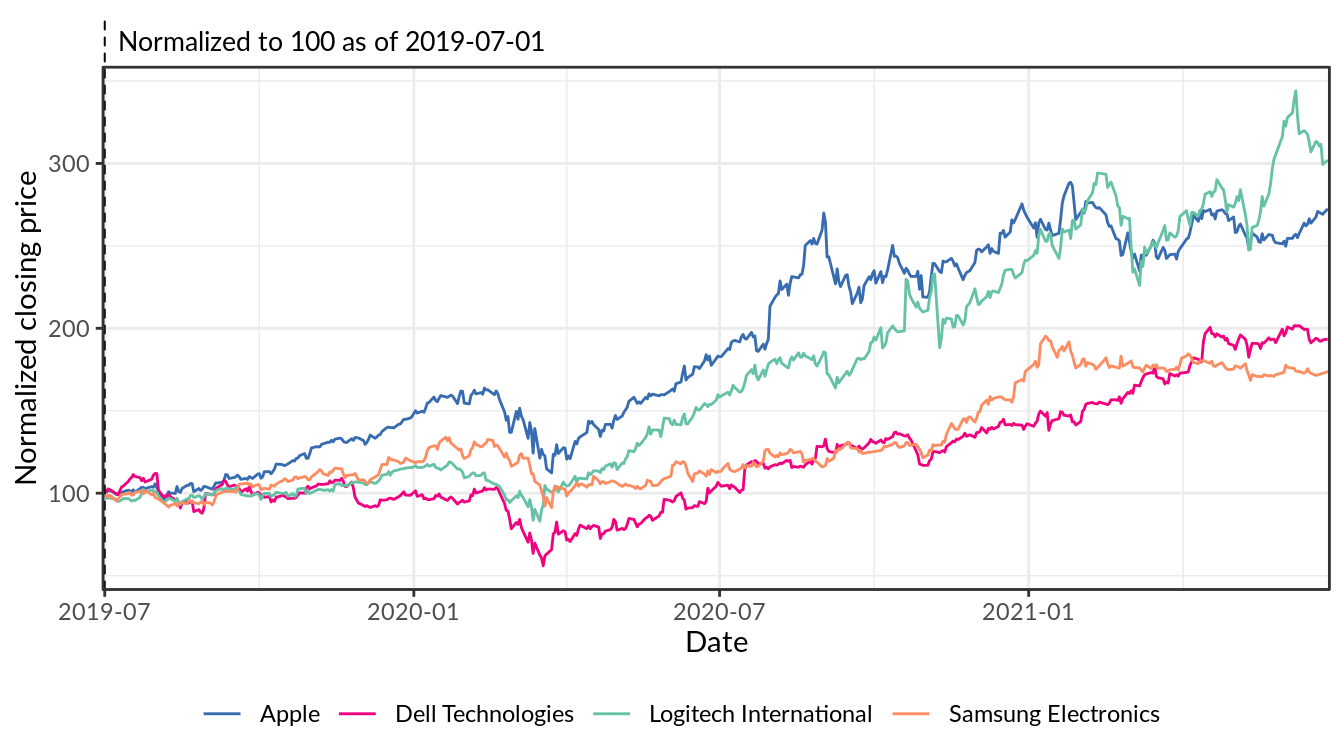 Normalized to 100 as of 2019-07-01
Normalized closing price
300
200
100
2019-07 2020-01 2020-07 2021-01
Date
Apple Dell Technologies Logitech International Samsung Electronics